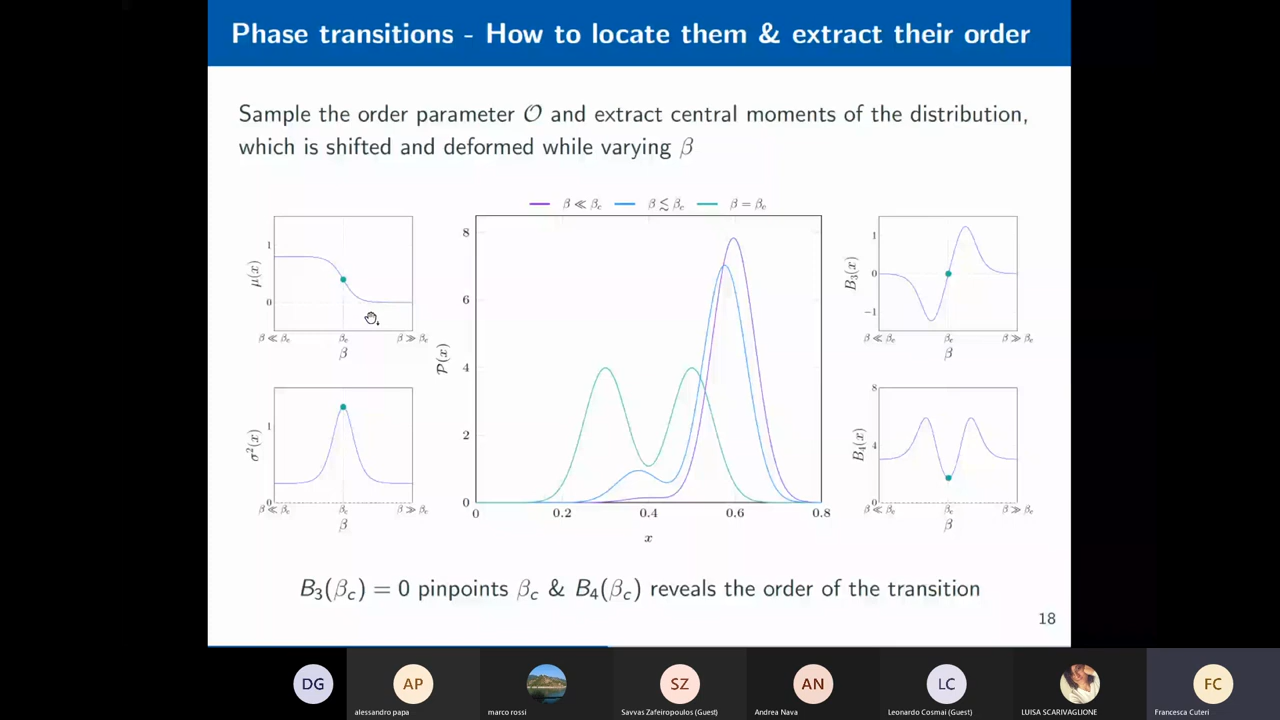 Phase transitions - How to locate them & extract their order
Sample the order parameter 𝒪 and extract central moments of the distribution,
which is shifted and deformed while varying β
β ≪ β_c β ≲ β_c β = β_c
1
0
μ(x)
β ≪ β_c β_c β ≫ β_c
β
1
0
σ²(x)
β ≪ β_c β_c β ≫ β_c
β
8
6
4
2
0
P(x)
0 0.2 0.4 0.6 0.8
x
1
0
−1
B₃(x)
β ≪ β_c β_c β ≫ β_c
β
8
4
0
B₄(x)
β ≪ β_c β_c β ≫ β_c
β
B₃(β_c) = 0 pinpoints β_c & B₄(β_c) reveals the order of the transition
18
DG
AP
alessandro papa
marco rossi
SZ
Savvas Zafeiropoulos (Guest)
AN
Andrea Nava
LC
Leonardo Cosmai (Guest)
LUISA SCARIVAGLIONE
FC
Francesca Cuteri